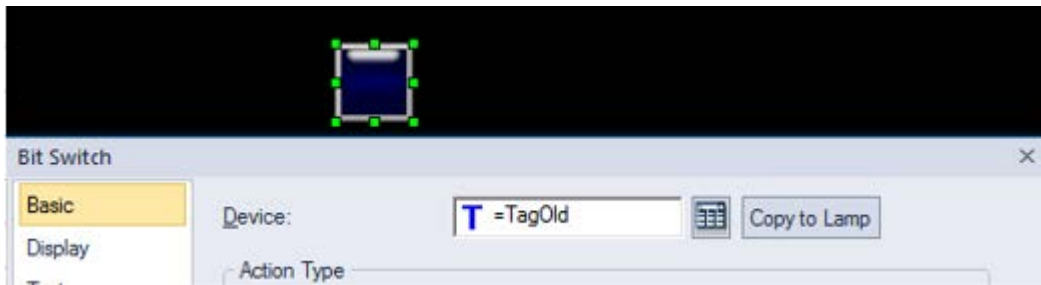 Bit Switch
Basic
Device:
T =TagOld
Copy to Lamp
Display
Action Type